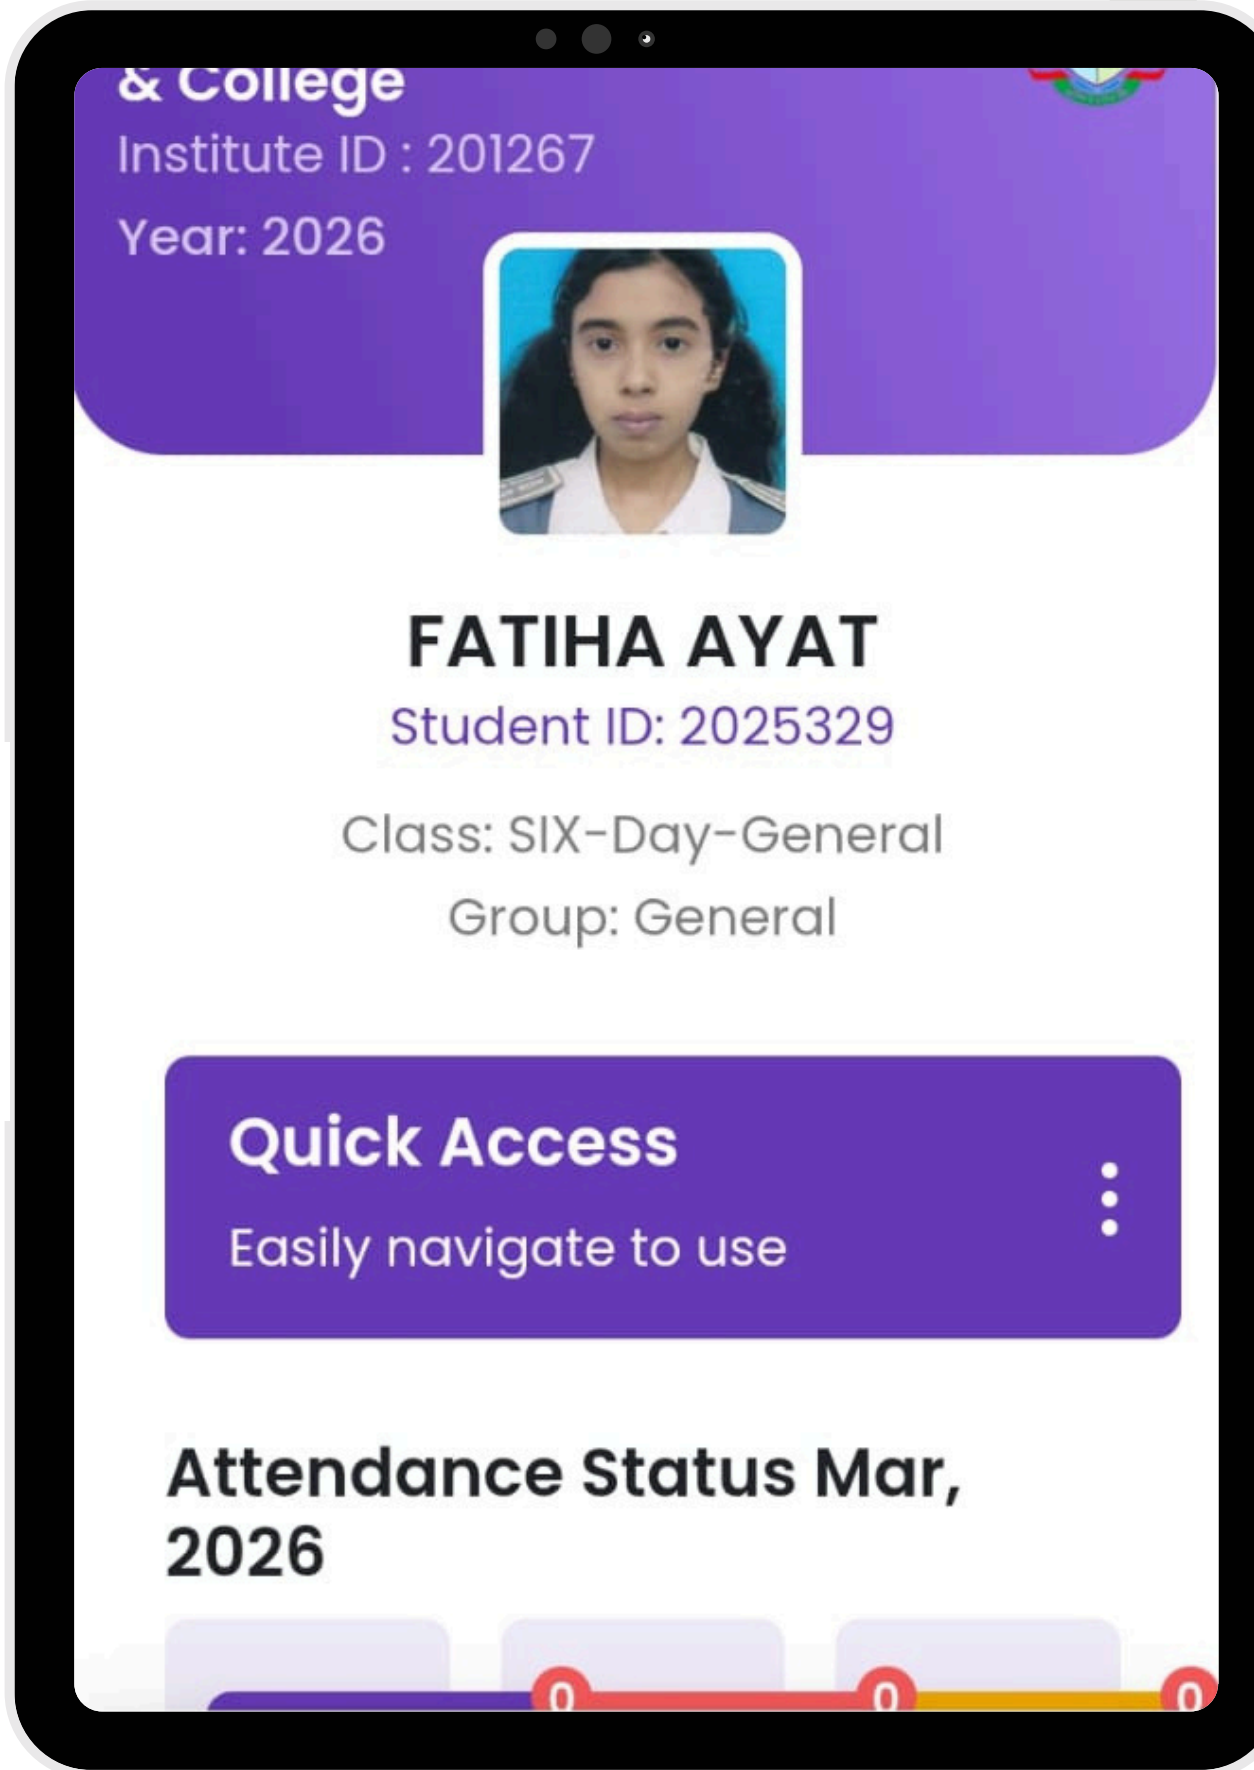 & College
Institute ID : 201267
Year: 2026
FATIHA AYAT
Student ID: 2025329
Class: SIX-Day-General
Group: General
Quick Access
Easily navigate to use
Attendance Status Mar,
2026
0 0 0